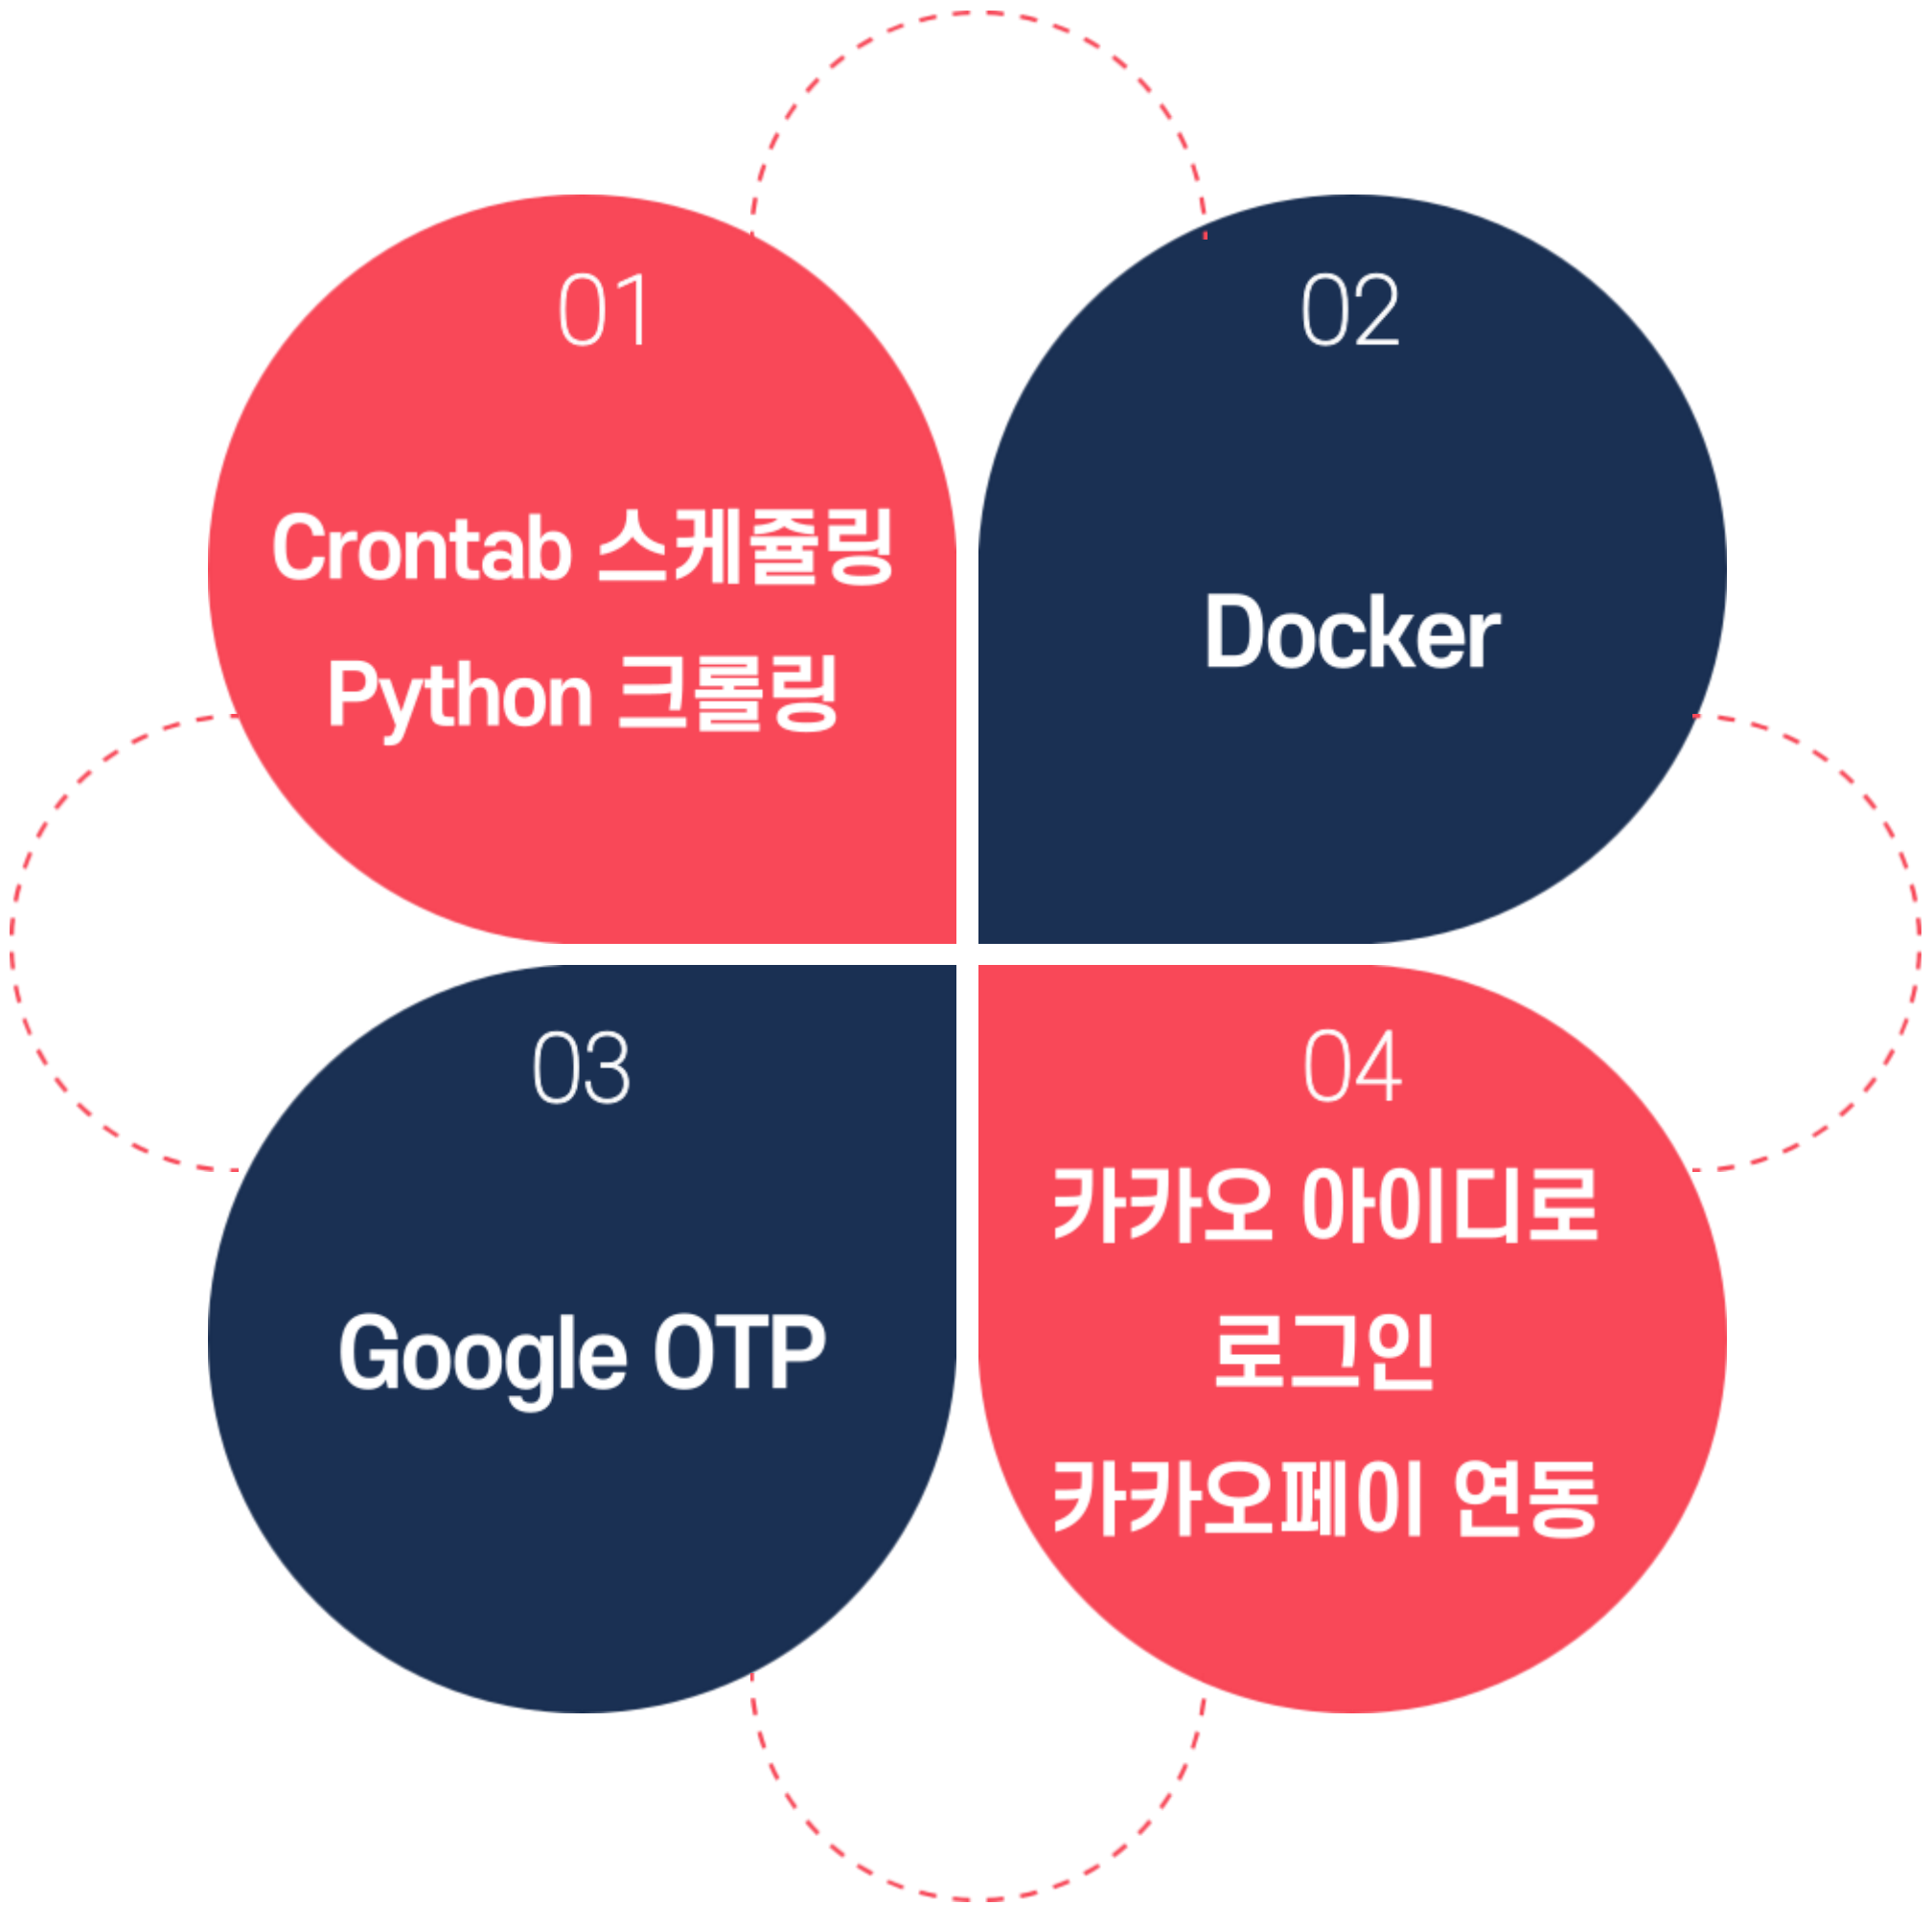 01
Crontab 스케쥴링
Python 크롤링
02
Docker
03
Google OTP
04
카카오 아이디로
로그인
카카오페이 연동